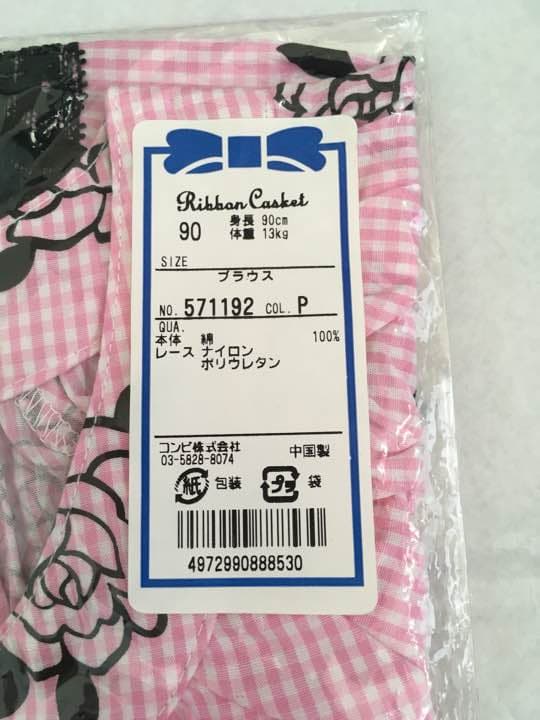 Ribbon Casket
90 身長 90cm
体重 13kg
SIZE
ブラウス
NO. 571192 COL. P
QUA.
本体 綿 100%
レース ナイロン
ポリウレタン
コンビ株式会社 中国製
03-5828-8074
紙 包装 プラ 袋
4972990888530